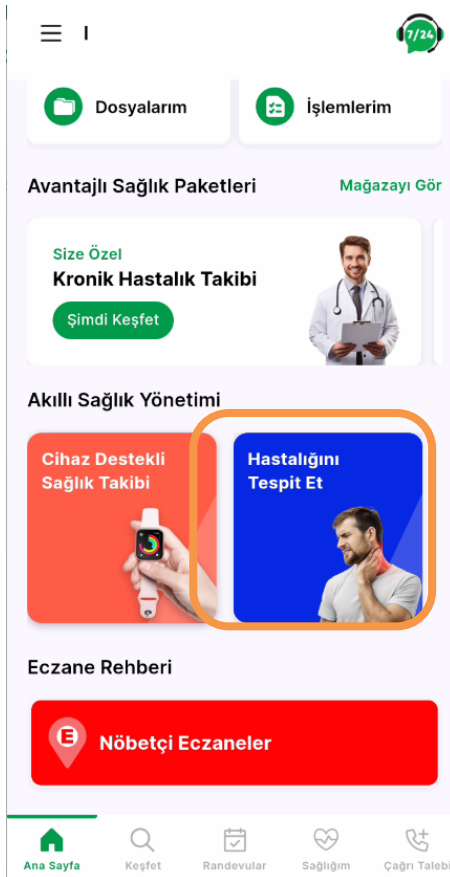 7/24
Dosyalarım
İşlemlerim
Avantajlı Sağlık Paketleri
Mağazayı Gör
Size Özel
Kronik Hastalık Takibi
Şimdi Keşfet
Akıllı Sağlık Yönetimi
Cihaz Destekli
Sağlık Takibi
Hastalığını
Tespit Et
Eczane Rehberi
E
Nöbetçi Eczaneler
Ana Sayfa
Keşfet
Randevular
Sağlığım
Çağrı Talebi